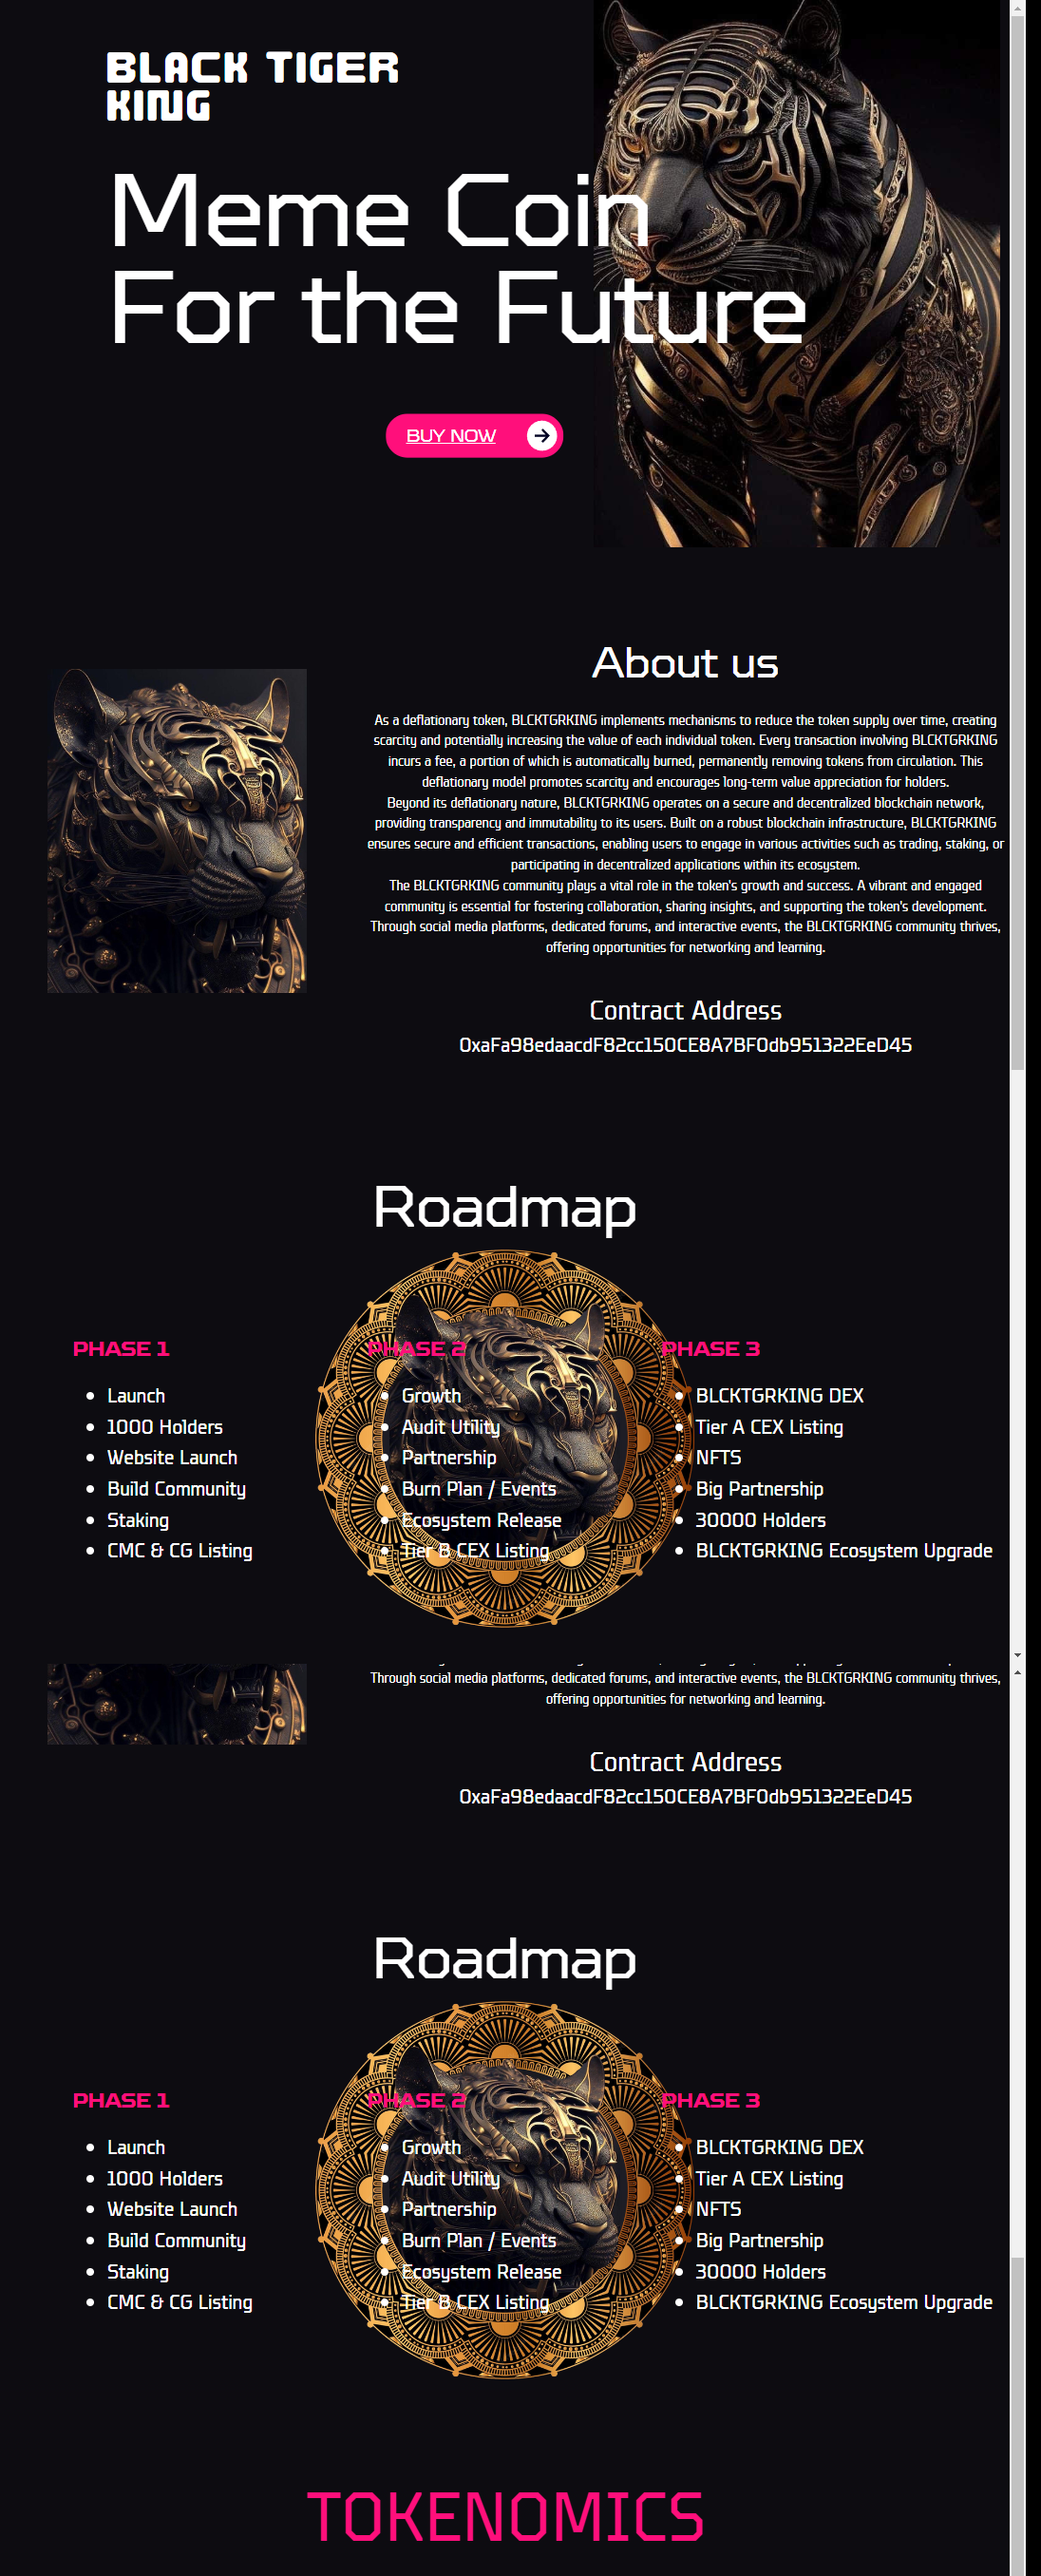 BLACK TIGER
KING
Meme Coin
For the Future
BUY NOW
About us
As a deflationary token, BLCKTGRKING implements mechanisms to reduce the token supply over time, creating
scarcity and potentially increasing the value of each individual token. Every transaction involving BLCKTGRKING
incurs a fee, a portion of which is automatically burned, permanently removing tokens from circulation. This
deflationary model promotes scarcity and encourages long-term value appreciation for holders.
Beyond its deflationary nature, BLCKTGRKING operates on a secure and decentralized blockchain network,
providing transparency and immutability to its users. Built on a robust blockchain infrastructure, BLCKTGRKING
ensures secure and efficient transactions, enabling users to engage in various activities such as trading, staking, or
participating in decentralized applications within its ecosystem.
The BLCKTGRKING community plays a vital role in the token's growth and success. A vibrant and engaged
community is essential for fostering collaboration, sharing insights, and supporting the token's development.
Through social media platforms, dedicated forums, and interactive events, the BLCKTGRKING community thrives,
offering opportunities for networking and learning.
Contract Address
0xaFa98edaacdF82cc150CE8A7BF0db951322EeD45
Roadmap
PHASE 1
Launch
1000 Holders
Website Launch
Build Community
Staking
CMC & CG Listing
PHASE 2
Growth
Audit Utility
Partnership
Burn Plan / Events
Ecosystem Release
Tier B CEX Listing
PHASE 3
BLCKTGRKING DEX
Tier A CEX Listing
NFTS
Big Partnership
30000 Holders
BLCKTGRKING Ecosystem Upgrade
Through social media platforms, dedicated forums, and interactive events, the BLCKTGRKING community thrives,
offering opportunities for networking and learning.
Contract Address
0xaFa98edaacdF82cc150CE8A7BF0db951322EeD45
Roadmap
PHASE 1
Launch
1000 Holders
Website Launch
Build Community
Staking
CMC & CG Listing
PHASE 2
Growth
Audit Utility
Partnership
Burn Plan / Events
Ecosystem Release
Tier B CEX Listing
PHASE 3
BLCKTGRKING DEX
Tier A CEX Listing
NFTS
Big Partnership
30000 Holders
BLCKTGRKING Ecosystem Upgrade
TOKENOMICS